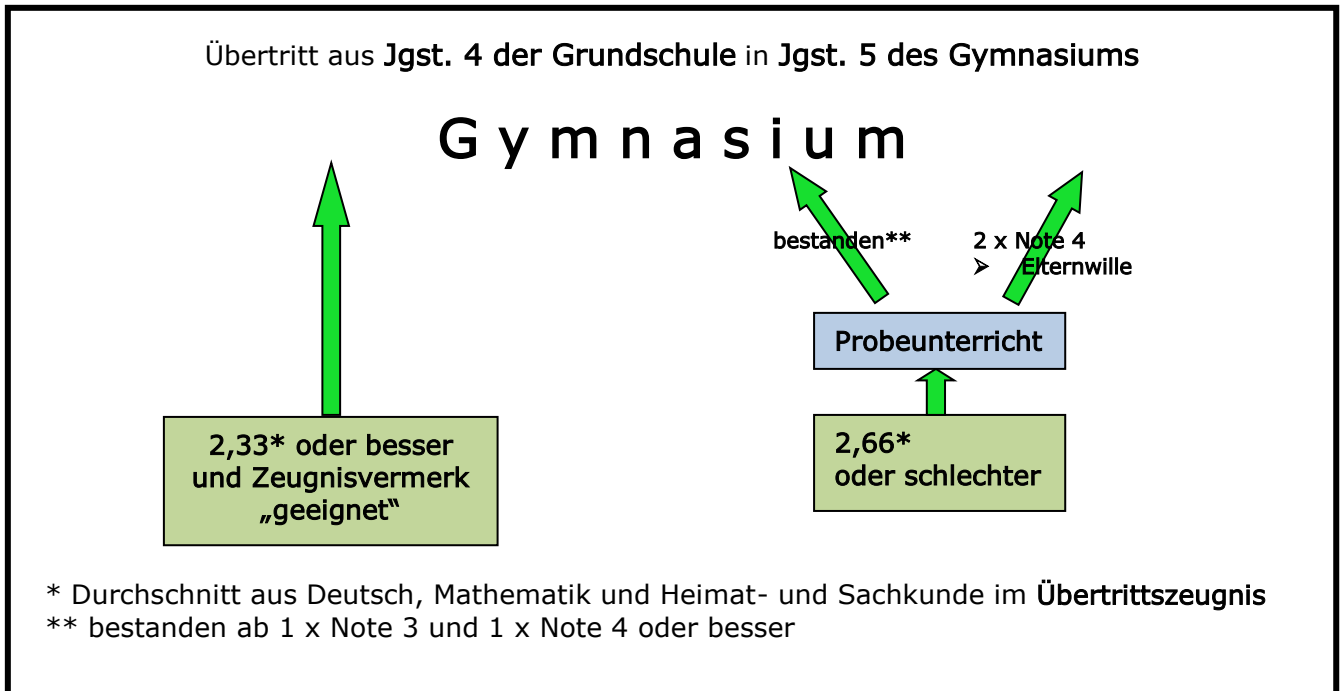 Übertritt aus Jgst. 4 der Grundschule in Jgst. 5 des Gymnasiums
Gymnasium
bestanden** 2 x Note 4
➢ Elternwille
Probeunterricht
2,33* oder besser
und Zeugnisvermerk
„geeignet“
2,66*
oder schlechter
* Durchschnitt aus Deutsch, Mathematik und Heimat- und Sachkunde im Übertrittszeugnis
** bestanden ab 1 x Note 3 und 1 x Note 4 oder besser